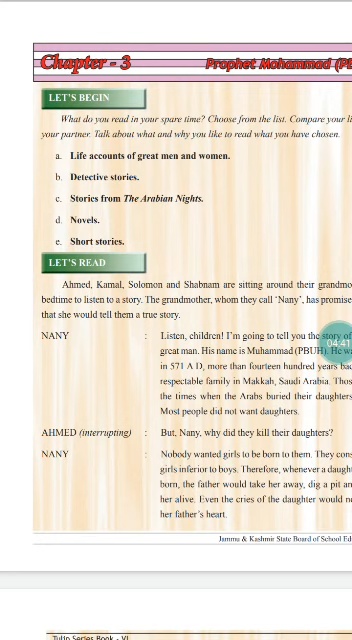 Chapter - 3 Prophet Mohammad
LET'S BEGIN
What do you read in your spare time? Choose from the list. Compare your
your partner. Talk about what and why you like to read what you have chosen.
a. Life accounts of great men and women.
b. Detective stories.
c. Stories from The Arabian Nights.
d. Novels.
e. Short stories.
LET'S READ
Ahmed, Kamal, Solomon and Shabnam are sitting around their
bedtime to listen to a story. The grandmother, whom they call 'Nany', has
that she would tell them a true story.
NANY : Listen, children! I'm going to tell you the story of
great man. His name is Muhammad (PBUH). He
04:41
in 571 A D, more than fourteen hundred years
respectable family in Makkah, Saudi Arabia.
the times when the Arabs buried their daughters
Most people did not want daughters.
AHMED (interrupting) : But, Nany, why did they kill their daughters?
NANY : Nobody wanted girls to be born to them. They
girls inferior to boys. Therefore, whenever a
born, the father would take her away, dig a pit
her alive. Even the cries of the daughter would
her father's heart.
Jammu & Kashmir State Board of School
Tulip Series Book - VI